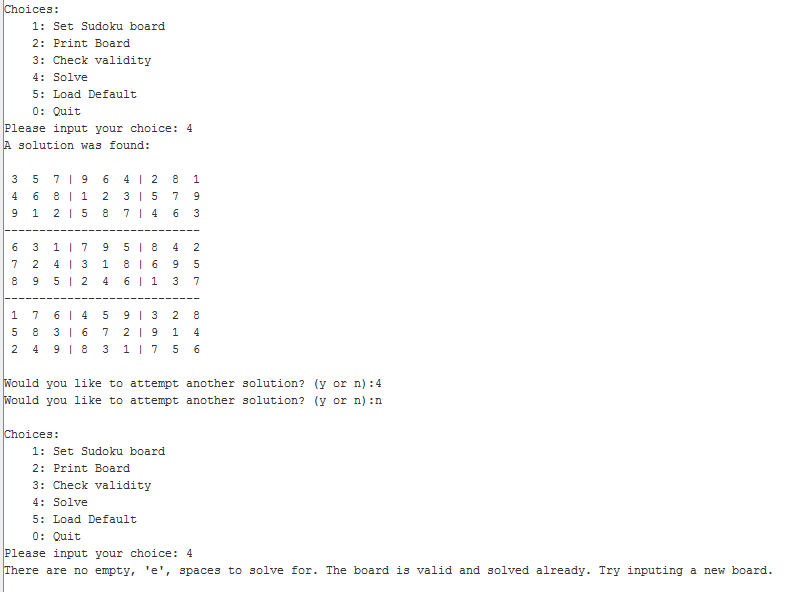 Choices:
1: Set Sudoku board
2: Print Board
3: Check validity
4: Solve
5: Load Default
0: Quit
Please input your choice: 4
A solution was found:
3 5 7 | 9 6 4 | 2 8 1
4 6 8 | 1 2 3 | 5 7 9
9 1 2 | 5 8 7 | 4 6 3
----------------------------
6 3 1 | 7 9 5 | 8 4 2
7 2 4 | 3 1 8 | 6 9 5
8 9 5 | 2 4 6 | 1 3 7
----------------------------
1 7 6 | 4 5 9 | 3 2 8
5 8 3 | 6 7 2 | 9 1 4
2 4 9 | 8 3 1 | 7 5 6
Would you like to attempt another solution? (y or n):4
Would you like to attempt another solution? (y or n):n
Choices:
1: Set Sudoku board
2: Print Board
3: Check validity
4: Solve
5: Load Default
0: Quit
Please input your choice: 4
There are no empty, 'e', spaces to solve for. The board is valid and solved already. Try inputing a new board.